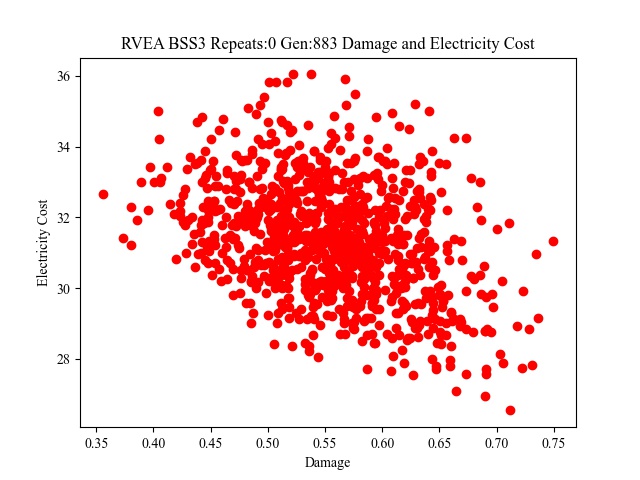 RVEA BSS3 Repeats:0 Gen:883 Damage and Electricity Cost
36
34
32
30
28
Electricity Cost
0.35 0.40 0.45 0.50 0.55 0.60 0.65 0.70 0.75
Damage